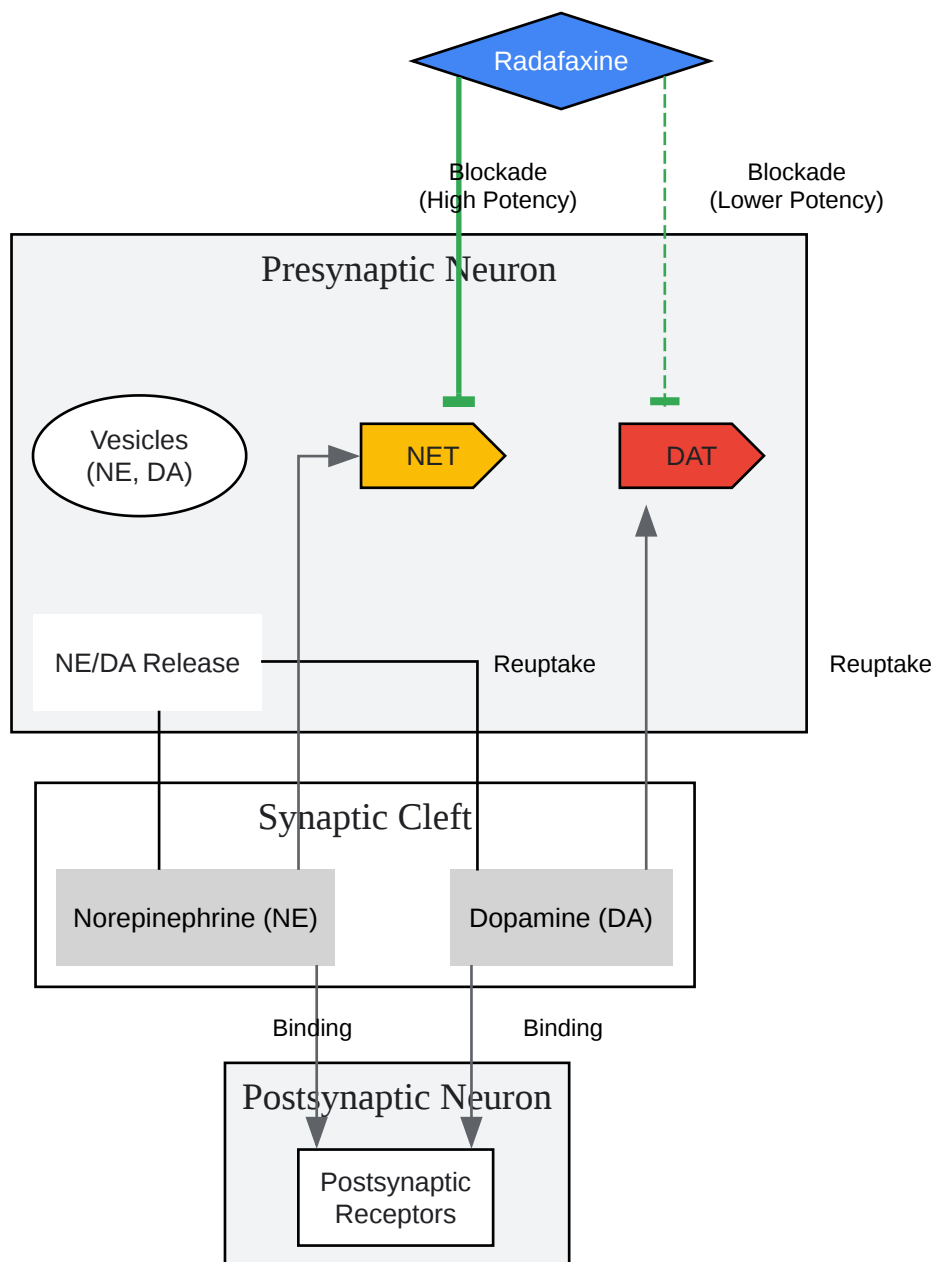 Radafaxine
Blockade
(High Potency)
Blockade
(Lower Potency)
Presynaptic Neuron
Vesicles
(NE, DA)
NET
DAT
NE/DA Release
Reuptake
Reuptake
Synaptic Cleft
Norepinephrine (NE)
Dopamine (DA)
Binding
Binding
Postsynaptic Neuron
Postsynaptic
Receptors